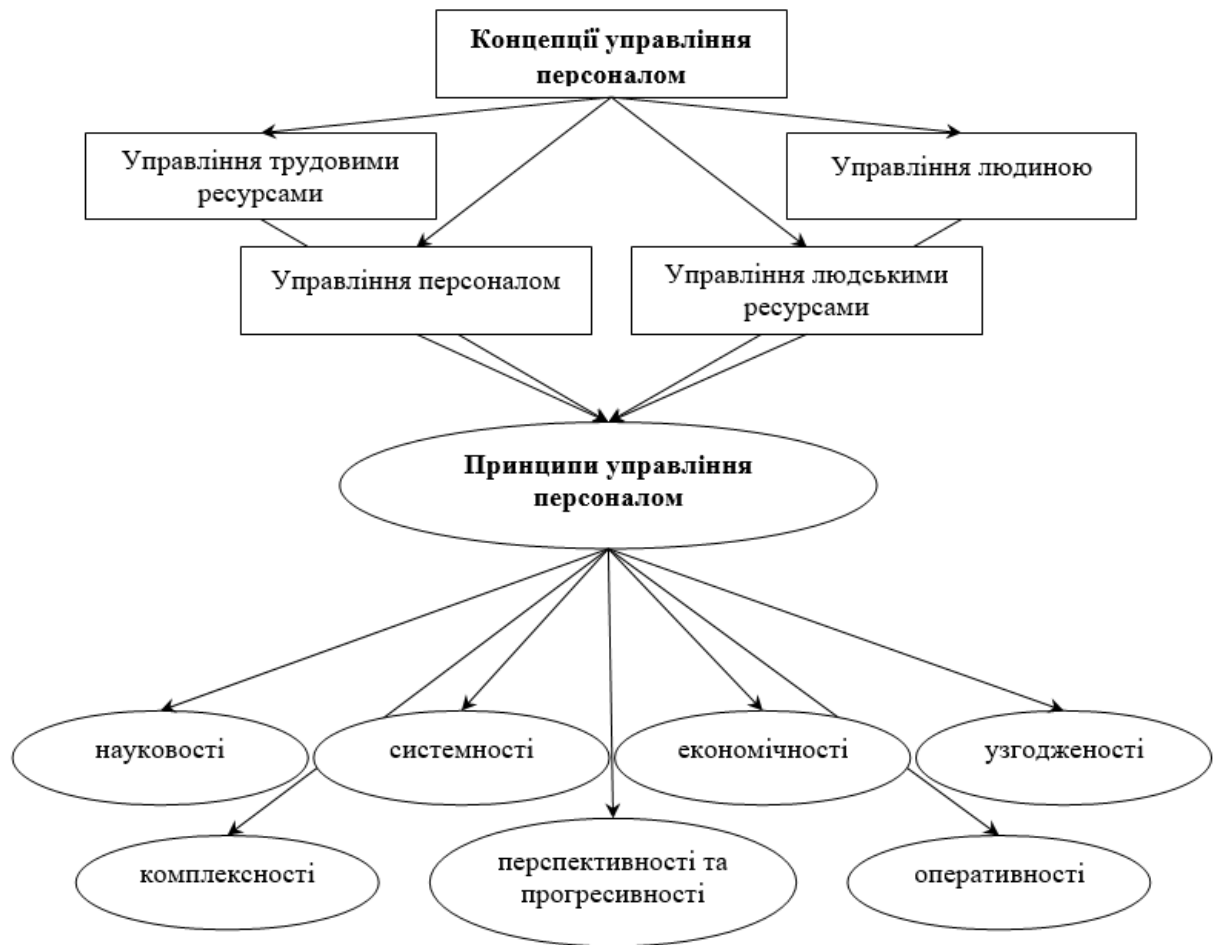 Концепції управління
персоналом
Управління трудовими
ресурсами
Управління людиною
Управління персоналом
Управління людськими
ресурсами
Принципи управління
персоналом
науковості
системності
економічності
узгодженості
комплексності
перспективності та
прогресивності
оперативності